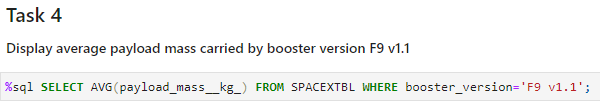 Task 4
Display average payload mass carried by booster version F9 v1.1
%sql SELECT AVG(payload_mass__kg_) FROM SPACEXTBL WHERE booster_version='F9 v1.1';